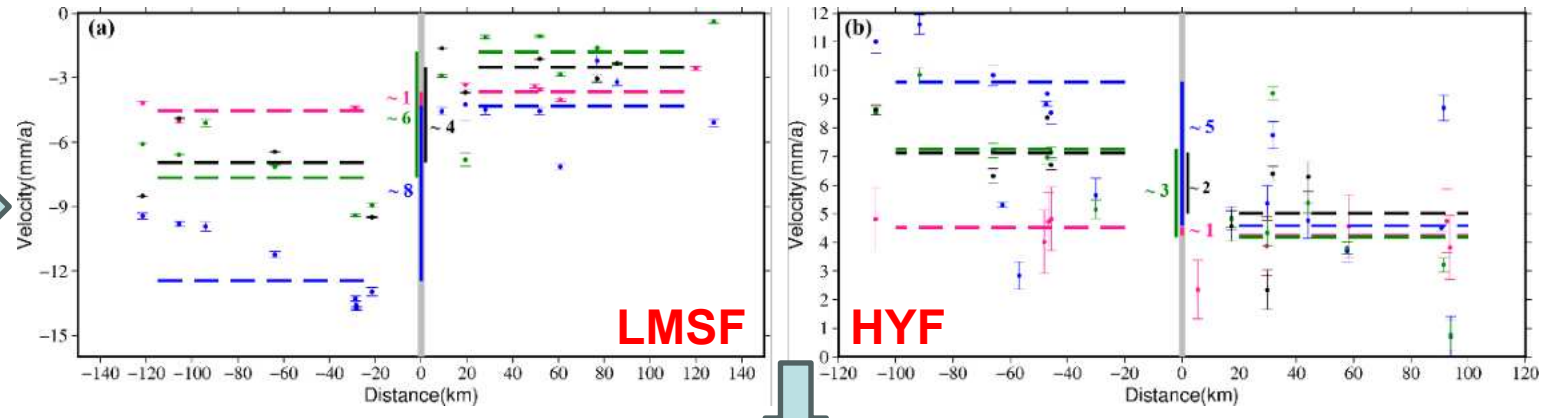 (a)
Velocity(mm/a)
0
−3
−6
−9
−12
−15
~ 1
~ 6
~ 4
~ 8
LMSF
−140 −120 −100 −80 −60 −40 −20 0 20 40 60 80 100 120 140
Distance(km)
(b)
Velocity(mm/a)
12
11
10
9
8
7
6
5
4
3
2
1
0
~ 5
~ 3
~ 2
~ 1
HYF
−120 −100 −80 −60 −40 −20 0 20 40 60 80 100 120
Distance(km)